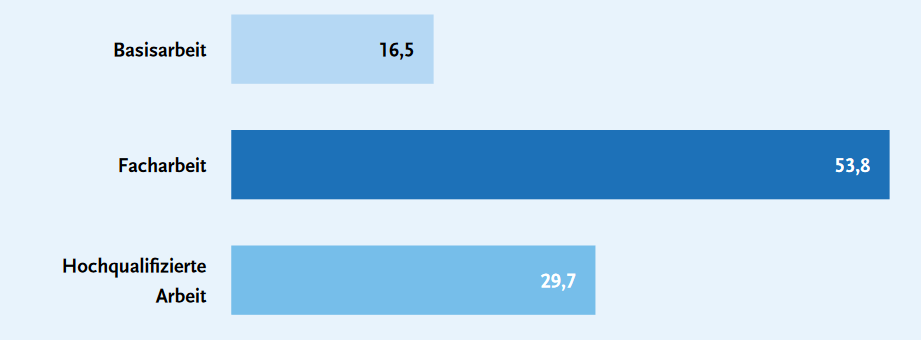 Basisarbeit 16,5
Facharbeit 53,8
Hochqualifizierte
Arbeit 29,7